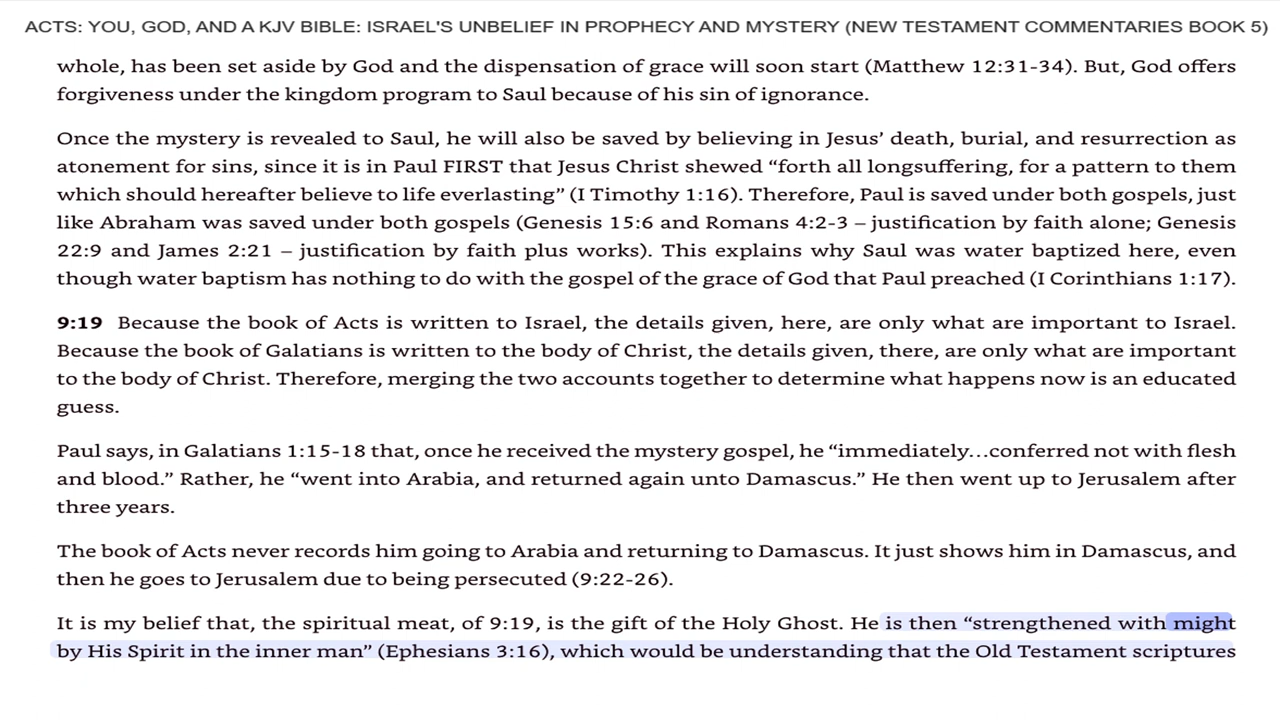 ACTS: YOU, GOD, AND A KJV BIBLE: ISRAEL'S UNBELIEF IN PROPHECY AND MYSTERY (NEW TESTAMENT COMMENTARIES BOOK 5)
whole, has been set aside by God and the dispensation of grace will soon start (Matthew 12:31-34). But, God offers
forgiveness under the kingdom program to Saul because of his sin of ignorance.
Once the mystery is revealed to Saul, he will also be saved by believing in Jesus’ death, burial, and resurrection as
atonement for sins, since it is in Paul FIRST that Jesus Christ shewed “forth all longsuffering, for a pattern to them
which should hereafter believe to life everlasting” (I Timothy 1:16). Therefore, Paul is saved under both gospels, just
like Abraham was saved under both gospels (Genesis 15:6 and Romans 4:2-3 – justification by faith alone; Genesis
22:9 and James 2:21 – justification by faith plus works). This explains why Saul was water baptized here, even
though water baptism has nothing to do with the gospel of the grace of God that Paul preached (I Corinthians 1:17).
9:19 Because the book of Acts is written to Israel, the details given, here, are only what are important to Israel.
Because the book of Galatians is written to the body of Christ, the details given, there, are only what are important
to the body of Christ. Therefore, merging the two accounts together to determine what happens now is an educated
guess.
Paul says, in Galatians 1:15-18 that, once he received the mystery gospel, he “immediately…conferred not with flesh
and blood.” Rather, he “went into Arabia, and returned again unto Damascus.” He then went up to Jerusalem after
three years.
The book of Acts never records him going to Arabia and returning to Damascus. It just shows him in Damascus, and
then he goes to Jerusalem due to being persecuted (9:22-26).
It is my belief that, the spiritual meat, of 9:19, is the gift of the Holy Ghost. He is then “strengthened with might
by His Spirit in the inner man” (Ephesians 3:16), which would be understanding that the Old Testament scriptures